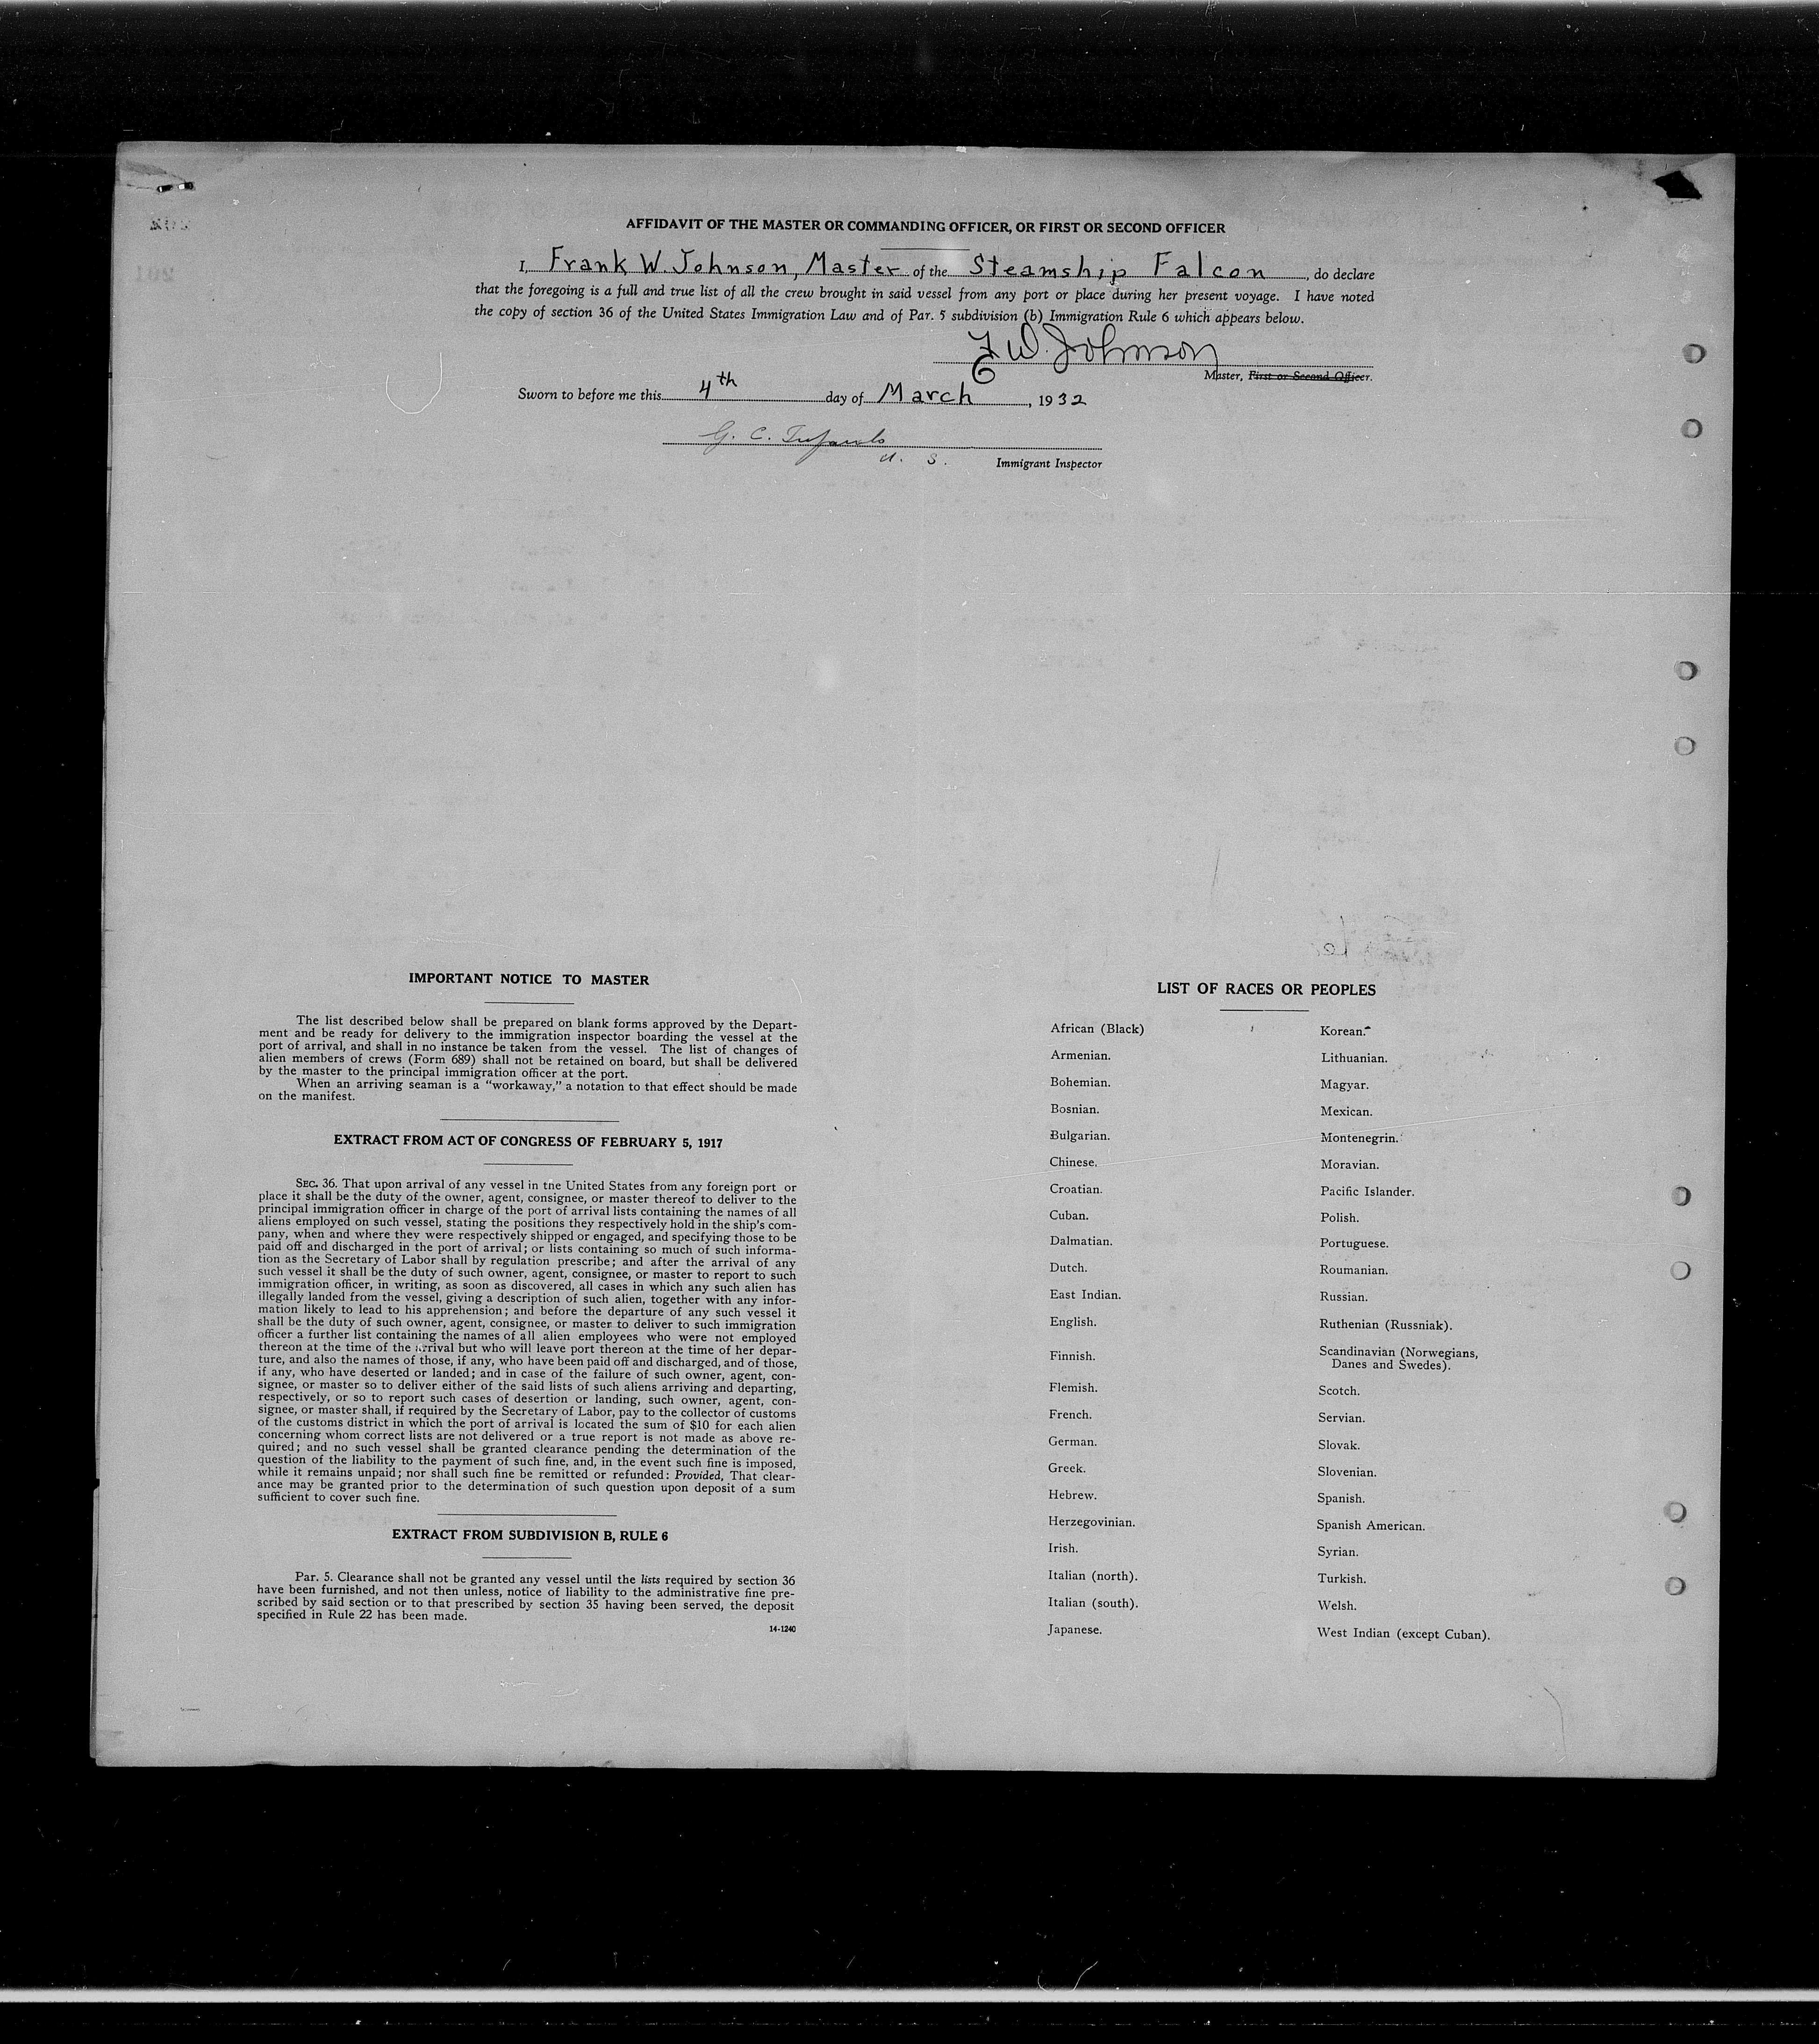 AFFIDAVIT OF THE MASTER OR COMMANDING OFFICER, OR FIRST OR SECOND OFFICER
I, Frank W. Johnson, Master of the Steamship Falcon, do declare
that the foregoing is a full and true list of all the crew brought in said vessel from any port or place during her present voyage. I have noted
the copy of section 36 of the United States Immigration Law and of Par. 5 subdivision (b) Immigration Rule 6 which appears below.
F W. Johnson
Master, First or Second Officer.
Sworn to before me this 4th day of March, 1932
G. C.
U. S. Immigrant Inspector
IMPORTANT NOTICE TO MASTER
The list described below shall be prepared on blank forms approved by the Depart-
ment and be ready for delivery to the immigration inspector boarding the vessel at the
port of arrival, and shall in no instance be taken from the vessel. The list of changes of
alien members of crews (Form 689) shall not be retained on board, but shall be delivered
by the master to the principal immigration officer at the port.
When an arriving seaman is a “workaway,” a notation to that effect should be made
on the manifest.
EXTRACT FROM ACT OF CONGRESS OF FEBRUARY 5, 1917
SEC. 36. That upon arrival of any vessel in the United States from any foreign port or
place it shall be the duty of the owner, agent, consignee, or master thereof to deliver to the
principal immigration officer in charge of the port of arrival lists containing the names of all
aliens employed on such vessel, stating the positions they respectively hold in the ship's com-
pany, when and where they were respectively shipped or engaged, and specifying those to be
paid off and discharged in the port of arrival; or lists containing so much of such informa-
tion as the Secretary of Labor shall by regulation prescribe; and after the arrival of any
such vessel it shall be the duty of such owner, agent, consignee, or master to report to such
immigration officer, in writing, as soon as discovered, all cases in which any such alien has
illegally landed from the vessel, giving a description of such alien, together with any infor-
mation likely to lead to his apprehension; and before the departure of any such vessel it
shall be the duty of such owner, agent, consignee, or master to deliver to such immigration
officer a further list containing the names of all alien employees who were not employed
thereon at the time of the arrival but who will leave port thereon at the time of her depar-
ture, and also the names of those, if any, who have been paid off and discharged, and of those,
if any, who have deserted or landed; and in case of the failure of such owner, agent, con-
signee, or master so to deliver either of the said lists of such aliens arriving and departing,
respectively, or so to report such cases of desertion or landing, such owner, agent, con-
signee, or master shall, if required by the Secretary of Labor, pay to the collector of customs
of the customs district in which the port of arrival is located the sum of $10 for each alien
concerning whom correct lists are not delivered or a true report is not made as above re-
quired; and no such vessel shall be granted clearance pending the determination of the
question of the liability to the payment of such fine, and, in the event such fine is imposed,
while it remains unpaid; nor shall such fine be remitted or refunded: Provided, That clear-
ance may be granted prior to the determination of such question upon deposit of a sum
sufficient to cover such fine.
EXTRACT FROM SUBDIVISION B, RULE 6
Par. 5. Clearance shall not be granted any vessel until the lists required by section 36
have been furnished, and not then unless, notice of liability to the administrative fine pre-
scribed by said section or to that prescribed by section 35 having been served, the deposit
specified in Rule 22 has been made.
14-1240
LIST OF RACES OR PEOPLES
African (Black)
Armenian.
Bohemian.
Bosnian.
Bulgarian.
Chinese.
Croatian.
Cuban.
Dalmatian.
Dutch.
East Indian.
English.
Finnish.
Flemish.
French.
German.
Greek.
Hebrew.
Herzegovinian.
Irish.
Italian (north).
Italian (south).
Japanese.
Korean.
Lithuanian.
Magyar.
Mexican.
Montenegrin.
Moravian.
Pacific Islander.
Polish.
Portuguese.
Roumanian.
Russian.
Ruthenian (Russniak).
Scandinavian (Norwegians,
Danes and Swedes).
Scotch.
Servian.
Slovak.
Slovenian.
Spanish.
Spanish American.
Syrian.
Turkish.
Welsh.
West Indian (except Cuban).